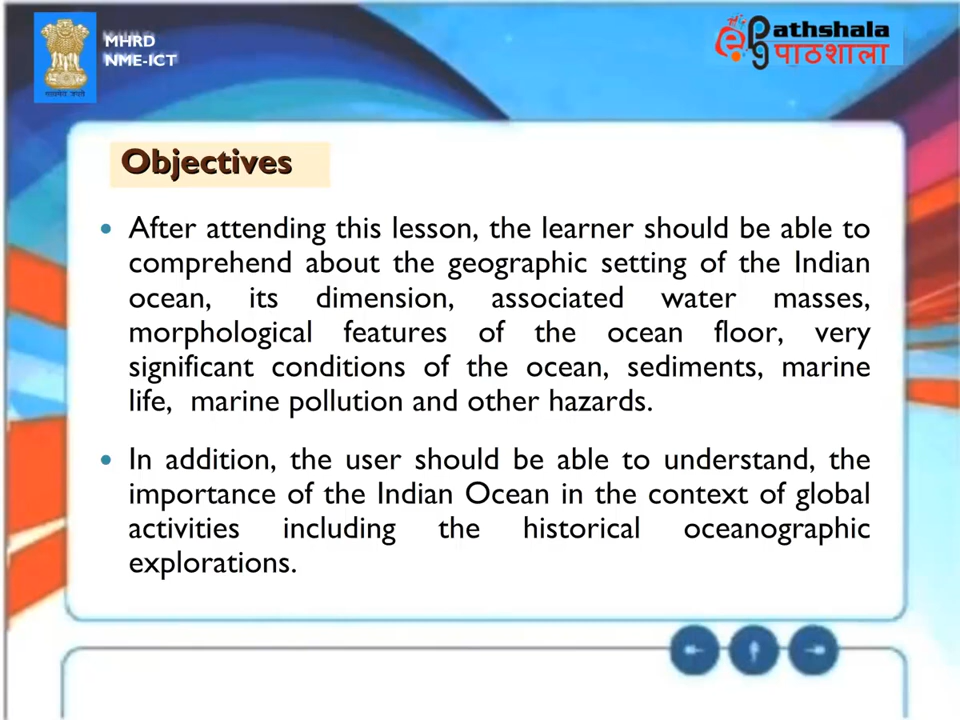 MHRD
NME-ICT
epg Pathshala
पाठशाला
Objectives
• After attending this lesson, the learner should be able to
comprehend about the geographic setting of the Indian
ocean, its dimension, associated water masses,
morphological features of the ocean floor, very
significant conditions of the ocean, sediments, marine
life, marine pollution and other hazards.
• In addition, the user should be able to understand, the
importance of the Indian Ocean in the context of global
activities including the historical oceanographic
explorations.